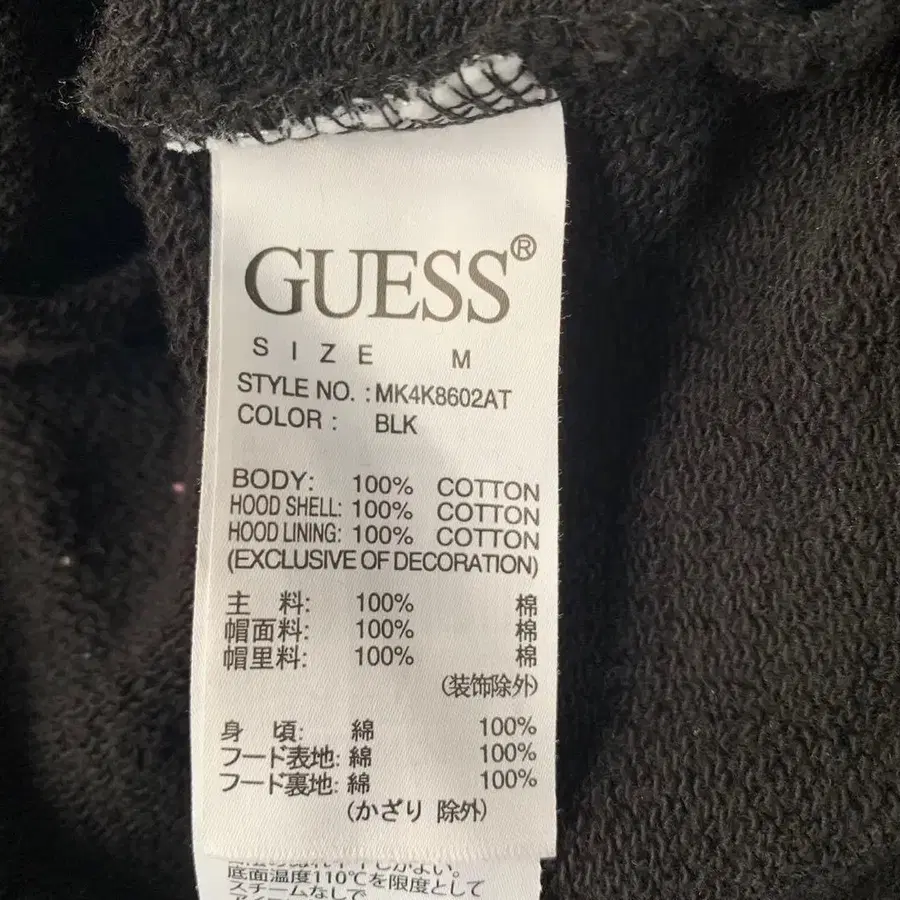 GUESS®
SIZE M
STYLE NO. :MK4K8602AT
COLOR : BLK
BODY: 100% COTTON
HOOD SHELL: 100% COTTON
HOOD LINING: 100% COTTON
(EXCLUSIVE OF DECORATION)
主 料: 100% 棉
帽面料: 100% 棉
帽里料: 100% 棉
(装饰除外)
身 頃: 綿 100%
フード表地: 綿 100%
フード裏地: 綿 100%
(かざり 除外)
底面温度110℃を限度として
スチームなしで